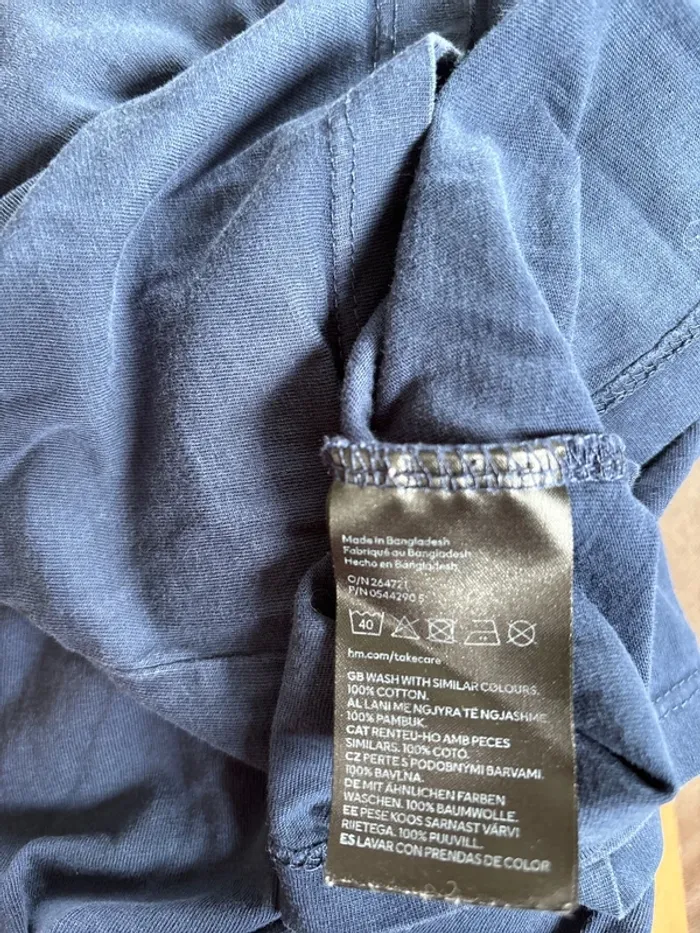 Made in Bangladesh
Fabriqué au Bangladesh
Hecho en Bangladesh
O/N 264721
P/N 0544290 5
40
hm.com/takecare
GB WASH WITH SIMILAR COLOURS.
100% COTTON.
AL LANI ME NGJYRA TË NGJASHME.
100% PAMBUK.
CAT RENTEU-HO AMB PECES
SIMILARS. 100% COTÓ.
CZ PERTE S PODOBNÝMI BARVAMI.
100% BAVLNA.
DE MIT ÄHNLICHEN FARBEN
WASCHEN. 100% BAUMWOLLE.
EE PESE KOOS SARNAST VÄRVI
RIIETEGA. 100% PUUVILL.
ES LAVAR CON PRENDAS DE COLOR